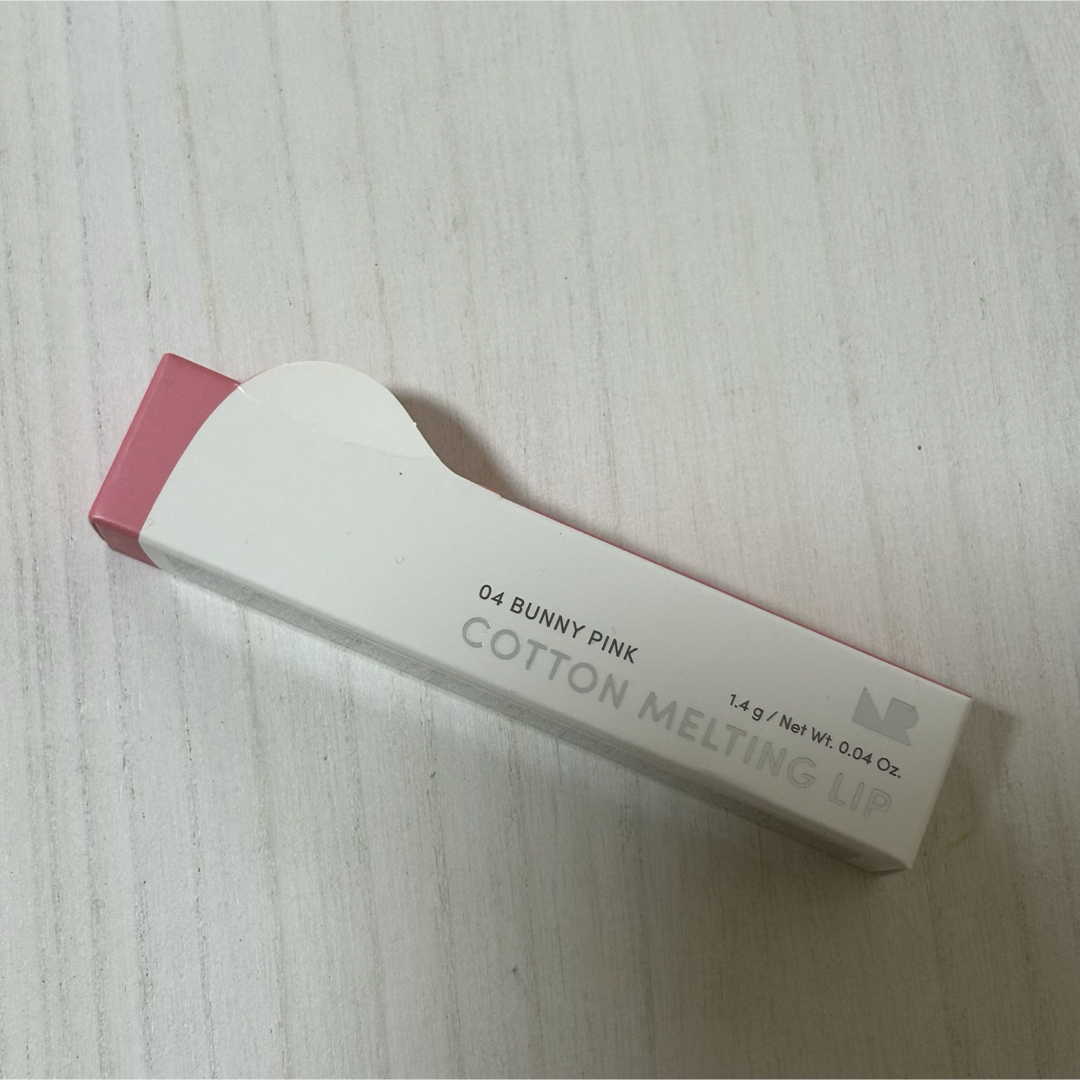 04 BUNNY PINK
COTTON MELTING LIP
1.4 g / Net Wt. 0.04 Oz.